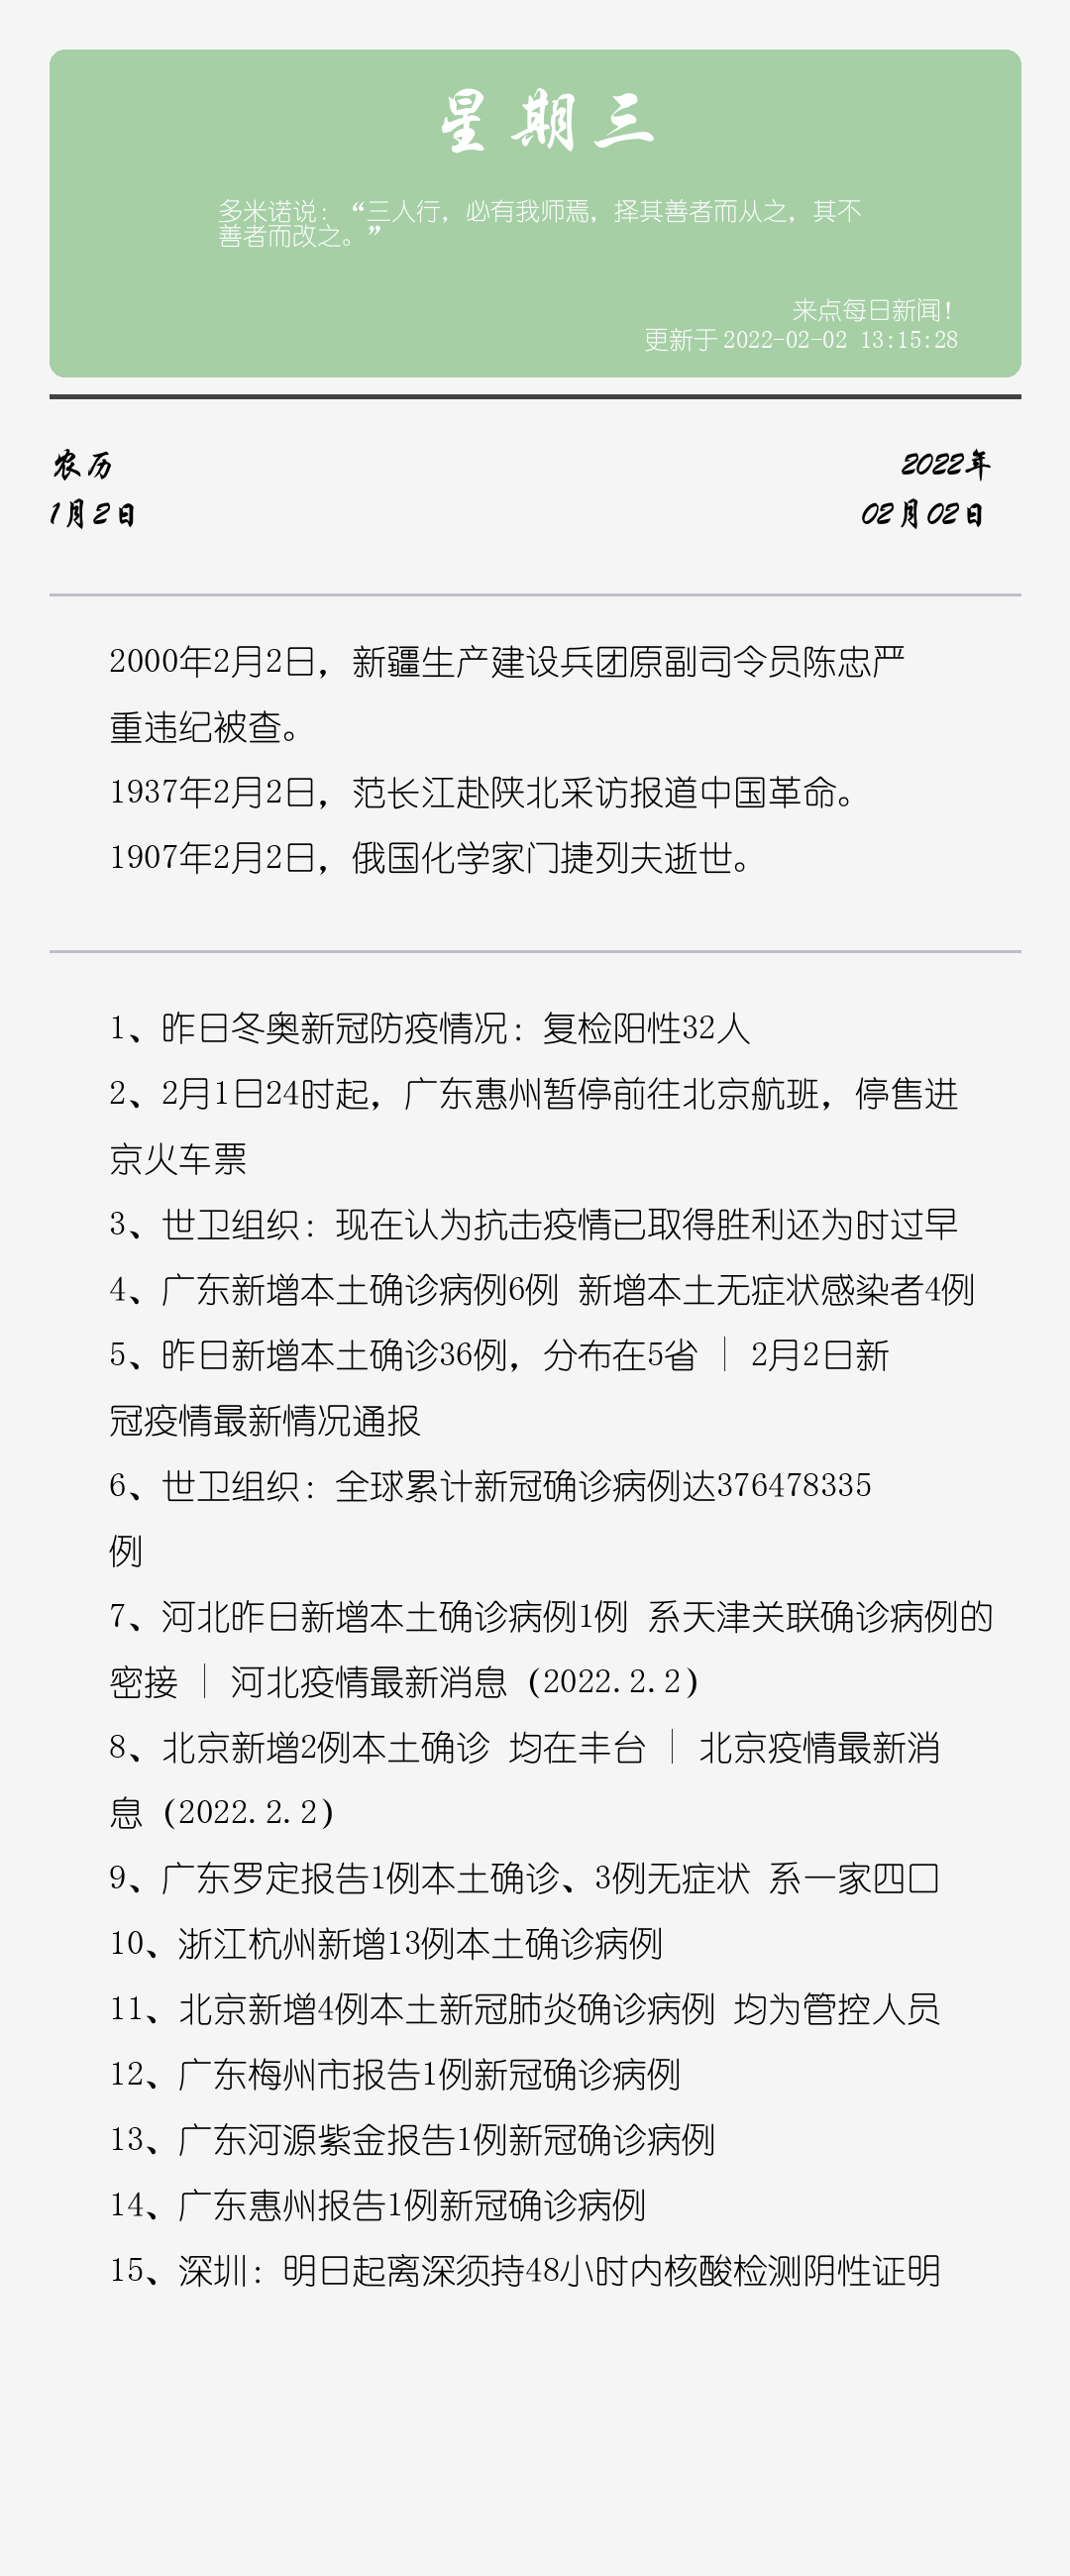 星期三
多米诺说：“三人行，必有我师焉，择其善者而从之，其不
善者而改之。”
来点每日新闻！
更新于 2022-02-02 13:15:28
农历
2022年
1月2日
02月02日
2000年2月2日，新疆生产建设兵团原副司令员陈忠严
重违纪被查。
1937年2月2日，范长江赴陕北采访报道中国革命。
1907年2月2日，俄国化学家门捷列夫逝世。
1、昨日冬奥新冠防疫情况：复检阳性32人
2、2月1日24时起，广东惠州暂停前往北京航班，停售进
京火车票
3、世卫组织：现在认为抗击疫情已取得胜利还为时过早
4、广东新增本土确诊病例6例 新增本土无症状感染者4例
5、昨日新增本土确诊36例，分布在5省 | 2月2日新
冠疫情最新情况通报
6、世卫组织：全球累计新冠确诊病例达376478335
例
7、河北昨日新增本土确诊病例1例 系天津关联确诊病例的
密接 | 河北疫情最新消息（2022.2.2）
8、北京新增2例本土确诊 均在丰台 | 北京疫情最新消
息（2022.2.2）
9、广东罗定报告1例本土确诊、3例无症状 系一家四口
10、浙江杭州新增13例本土确诊病例
11、北京新增4例本土新冠肺炎确诊病例 均为管控人员
12、广东梅州市报告1例新冠确诊病例
13、广东河源紫金报告1例新冠确诊病例
14、广东惠州报告1例新冠确诊病例
15、深圳：明日起离深须持48小时内核酸检测阴性证明